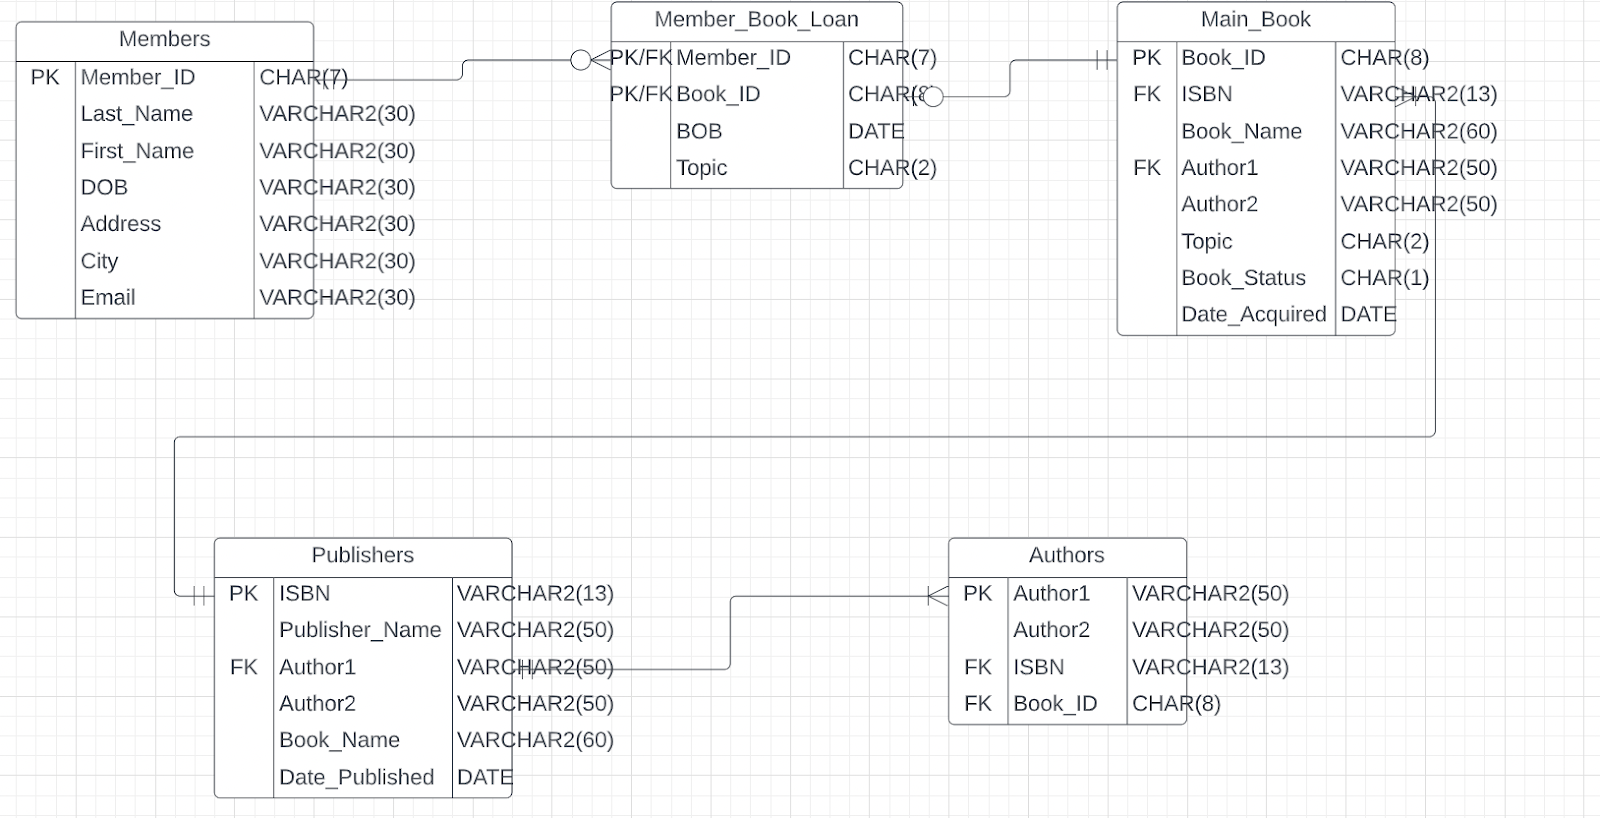 Members
PK Member_ID CHAR(7)
Last_Name VARCHAR2(30)
First_Name VARCHAR2(30)
DOB VARCHAR2(30)
Address VARCHAR2(30)
City VARCHAR2(30)
Email VARCHAR2(30)
Member_Book_Loan
PK/FK Member_ID CHAR(7)
PK/FK Book_ID CHAR(8)
BOB DATE
Topic CHAR(2)
Main_Book
PK Book_ID CHAR(8)
FK ISBN VARCHAR2(13)
Book_Name VARCHAR2(60)
FK Author1 VARCHAR2(50)
Author2 VARCHAR2(50)
Topic CHAR(2)
Book_Status CHAR(1)
Date_Acquired DATE
Publishers
PK ISBN VARCHAR2(13)
Publisher_Name VARCHAR2(50)
FK Author1 VARCHAR2(50)
Author2 VARCHAR2(50)
Book_Name VARCHAR2(60)
Date_Published DATE
Authors
PK Author1 VARCHAR2(50)
Author2 VARCHAR2(50)
FK ISBN VARCHAR2(13)
FK Book_ID CHAR(8)